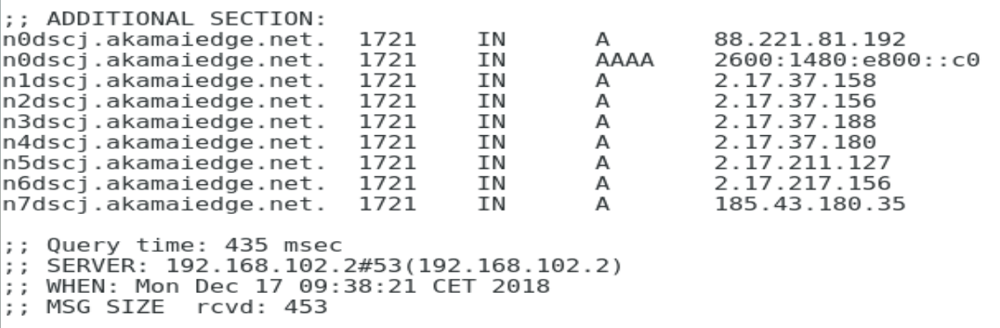 ;; ADDITIONAL SECTION:
n0dscj.akamaiedge.net. 1721 IN A 88.221.81.192
n0dscj.akamaiedge.net. 1721 IN AAAA 2600:1480:e800::c0
n1dscj.akamaiedge.net. 1721 IN A 2.17.37.158
n2dscj.akamaiedge.net. 1721 IN A 2.17.37.156
n3dscj.akamaiedge.net. 1721 IN A 2.17.37.188
n4dscj.akamaiedge.net. 1721 IN A 2.17.37.180
n5dscj.akamaiedge.net. 1721 IN A 2.17.211.127
n6dscj.akamaiedge.net. 1721 IN A 2.17.217.156
n7dscj.akamaiedge.net. 1721 IN A 185.43.180.35
;; Query time: 435 msec
;; SERVER: 192.168.102.2#53(192.168.102.2)
;; WHEN: Mon Dec 17 09:38:21 CET 2018
;; MSG SIZE rcvd: 453